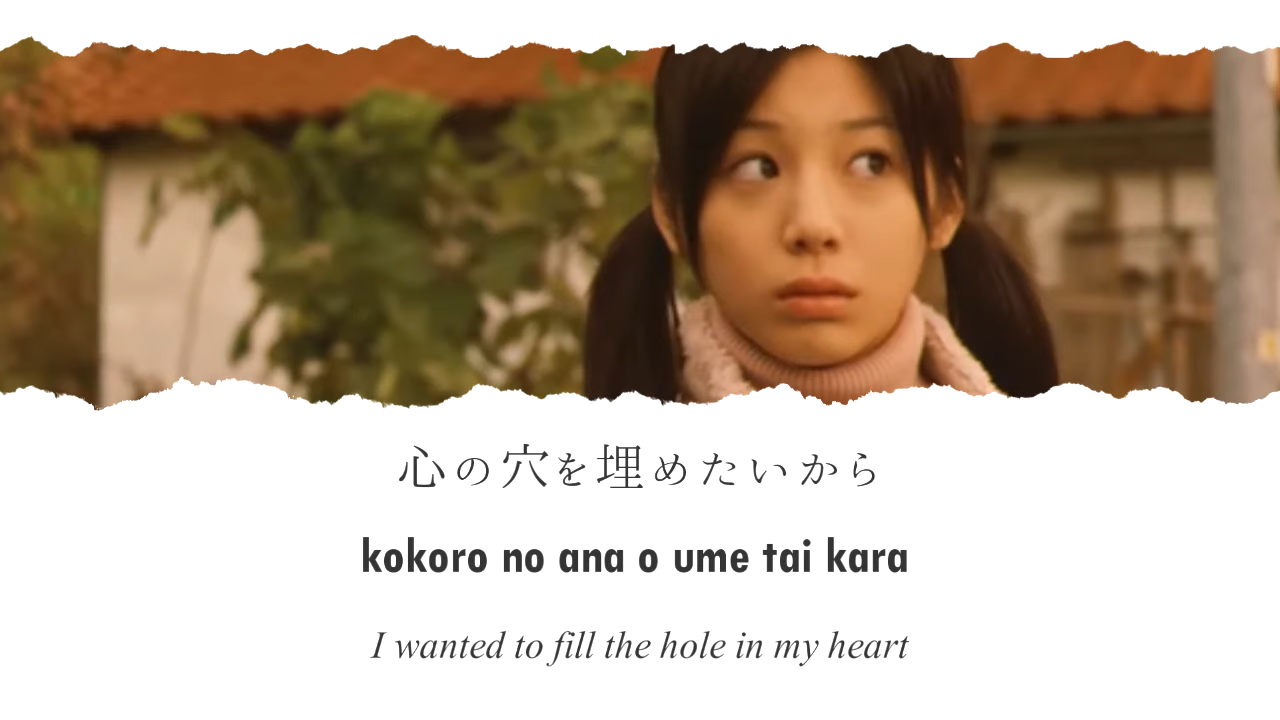 心の穴を埋めたいから
kokoro no ana o ume tai kara
I wanted to fill the hole in my heart